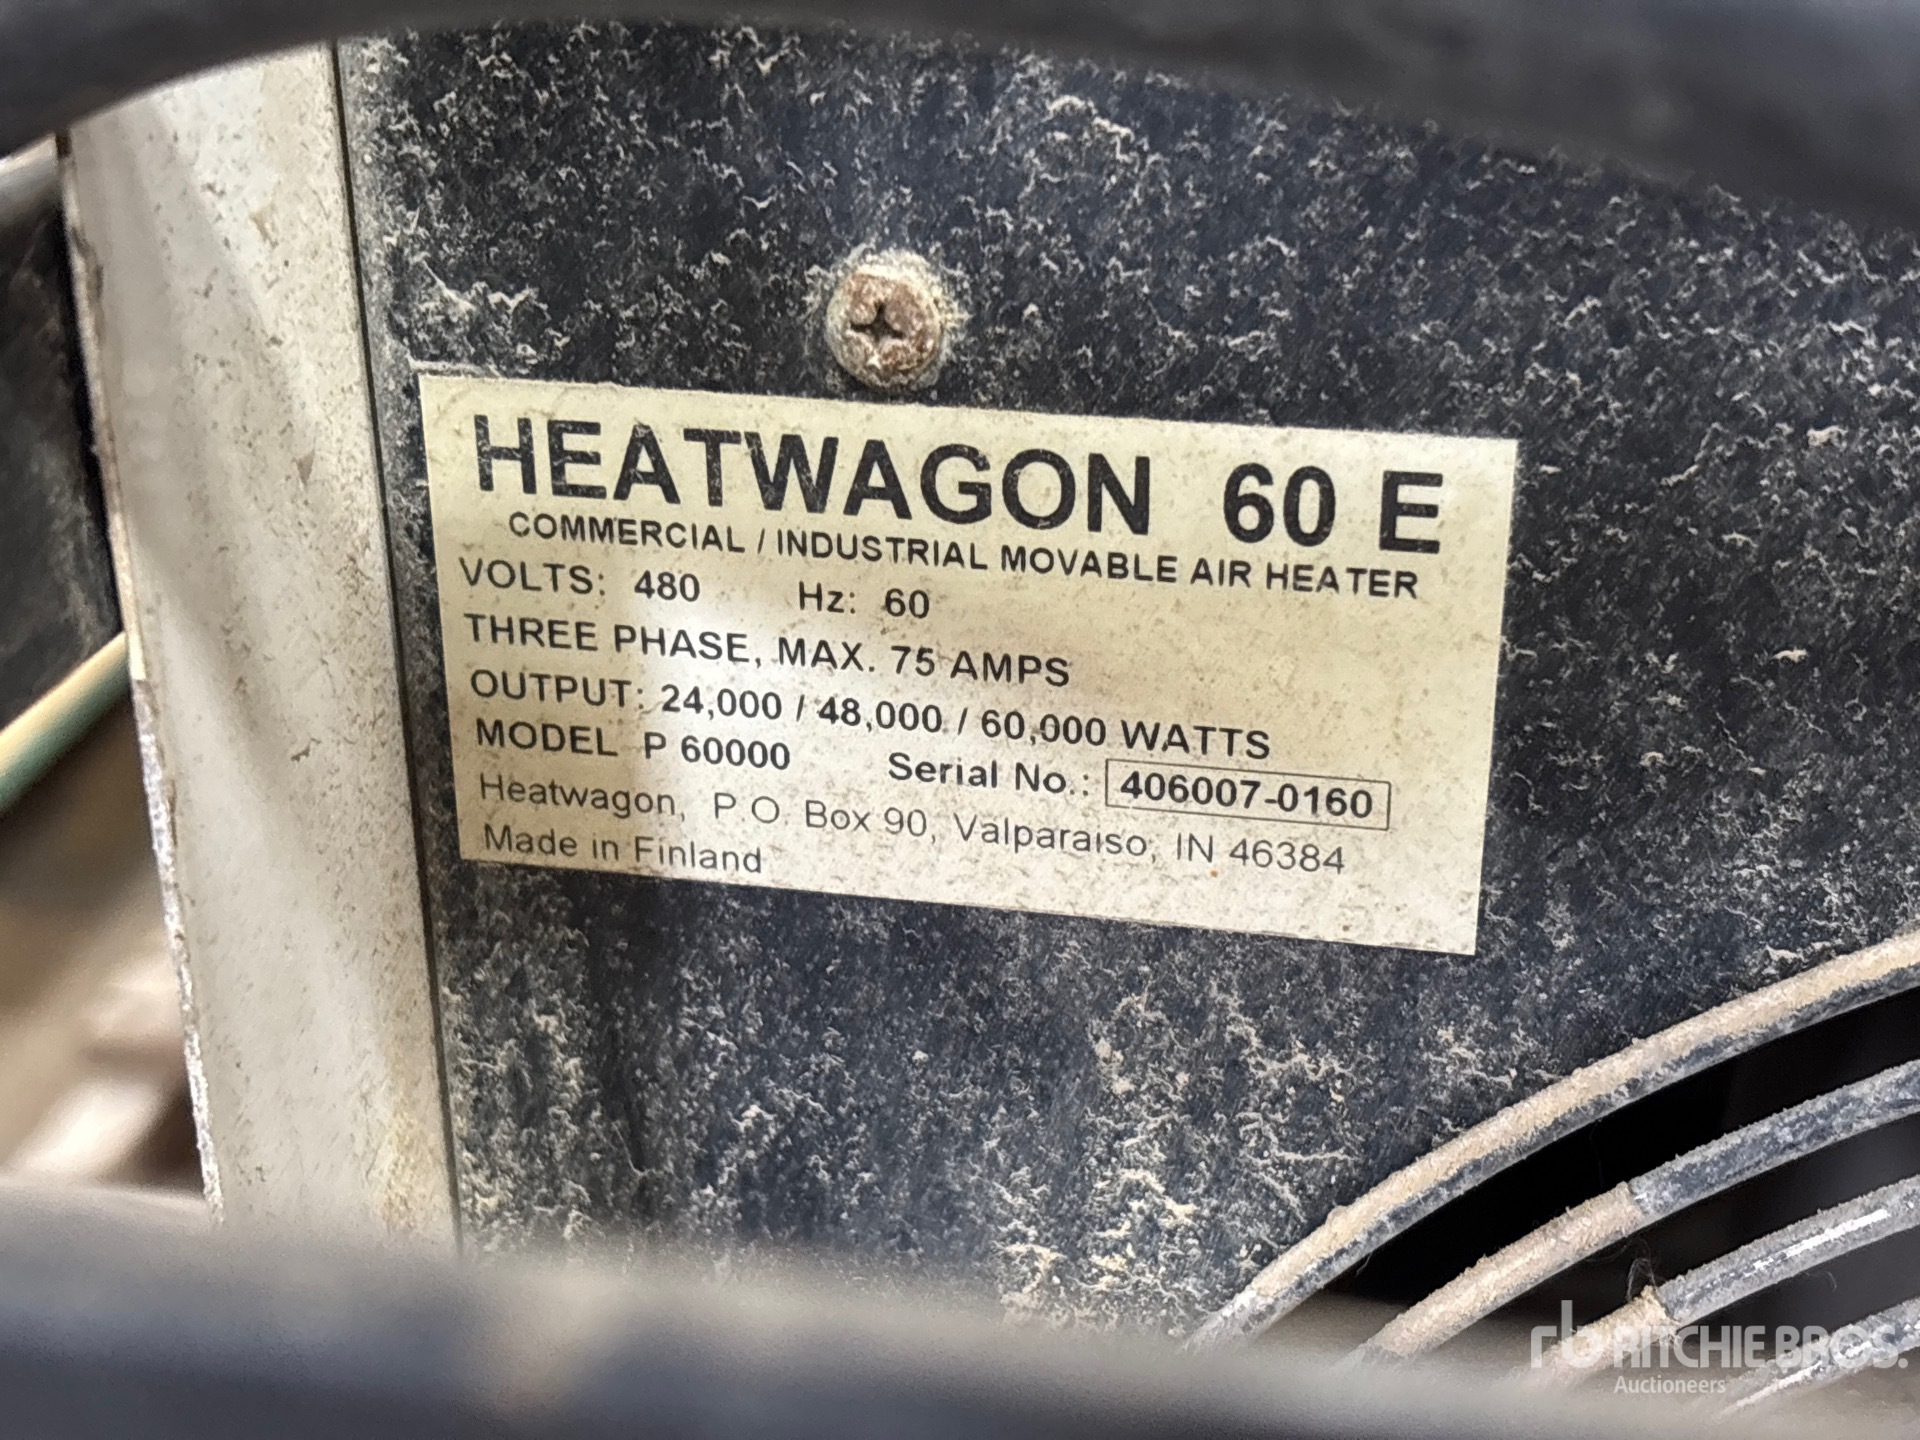 HEATWAGON 60 E
COMMERCIAL / INDUSTRIAL MOVABLE AIR HEATER
VOLTS: 480 Hz: 60
THREE PHASE, MAX. 75 AMPS
OUTPUT: 24,000 / 48,000 / 60,000 WATTS
MODEL P 60000 Serial No.: 406007-0160
Heatwagon, P.O. Box 90, Valparaiso, IN 46384
Made in Finland
rb RITCHIE BROS.
Auctioneers